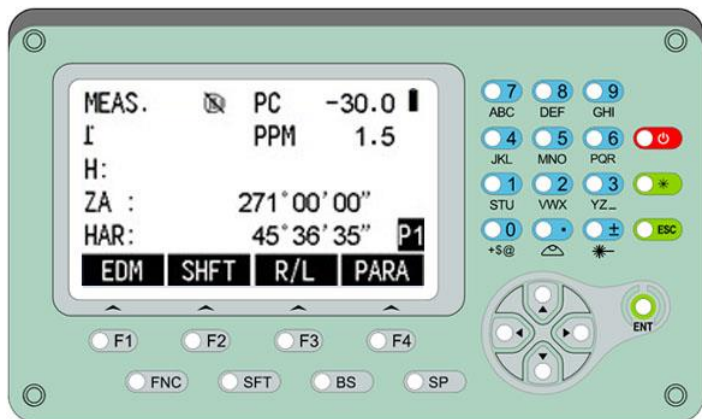 MEAS. PC -30.0
PPM 1.5
H:
ZA : 271°00'00"
HAR: 45°36'35" P1
EDM SHFT R/L PARA
F1 F2 F3 F4
FNC SFT BS SP
7 8 9
ABC DEF GHI
4 5 6
JKL MNO PQR
1 2 3
STU VWX YZ_
0 . ± ESC
+$@
ENT